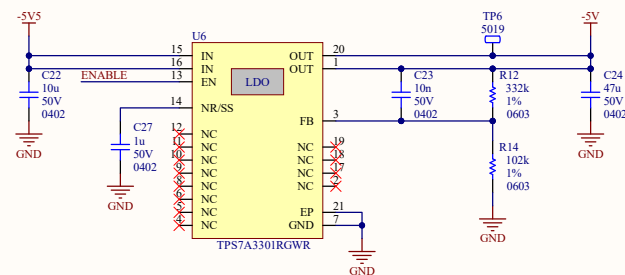 -5V5
U6
TP6
5019
-5V
15 IN OUT 20
16 IN OUT 1
ENABLE 13 EN
LDO
C22
10u
50V
0402
C23
10n
50V
0402
R12
332k
1%
0603
C24
47u
50V
0402
14 NR/SS
FB 3
C27
1u
50V
0402
12 NC
11 NC NC 19
10 NC NC 18
9 NC NC 17
8 NC NC 2
6 NC
5 NC EP 21
4 NC GND 7
R14
102k
1%
0603
GND
GND
GND
GND
GND
TPS7A3301RGWR